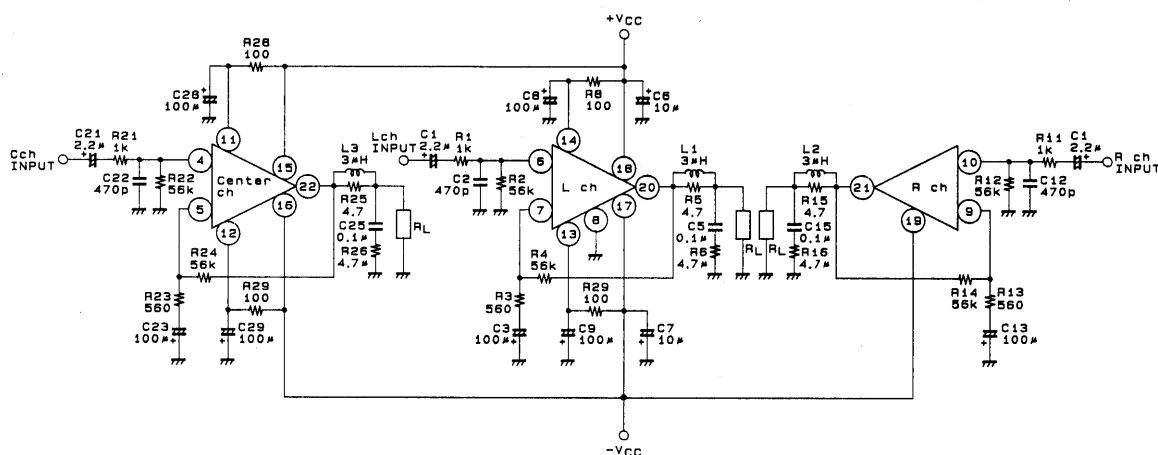 +VCC
R28
100
C28
100μ
+
11
15
C8
100μ
+
R8
100
C6
10μ
+
14
18
Cch
INPUT
C21
2.2μ
+
R21
1k
C22
470p
R22
56k
4
5
Center
ch
12
16
22
L3
3μH
R25
4.7
C25
0.1μ
R26
4.7μ
RL
R24
56k
R23
560
C23
100μ
+
R29
100
C29
100μ
+
Lch
INPUT
C1
2.2μ
+
R1
1k
C2
470p
R2
56k
6
7
L ch
13
8
17
20
L1
3μH
R5
4.7
C5
0.1μ
R6
4.7μ
RL
R4
56k
R3
560
C3
100μ
+
R29
100
C9
100μ
+
C7
10μ
+
L2
3μH
R15
4.7
C15
0.1μ
R16
4.7μ
RL
21
R ch
10
9
19
R11
1k
C1
2.2μ
+
R ch
INPUT
R12
56k
C12
470p
R14
56k
R13
560
C13
100μ
+
-VCC